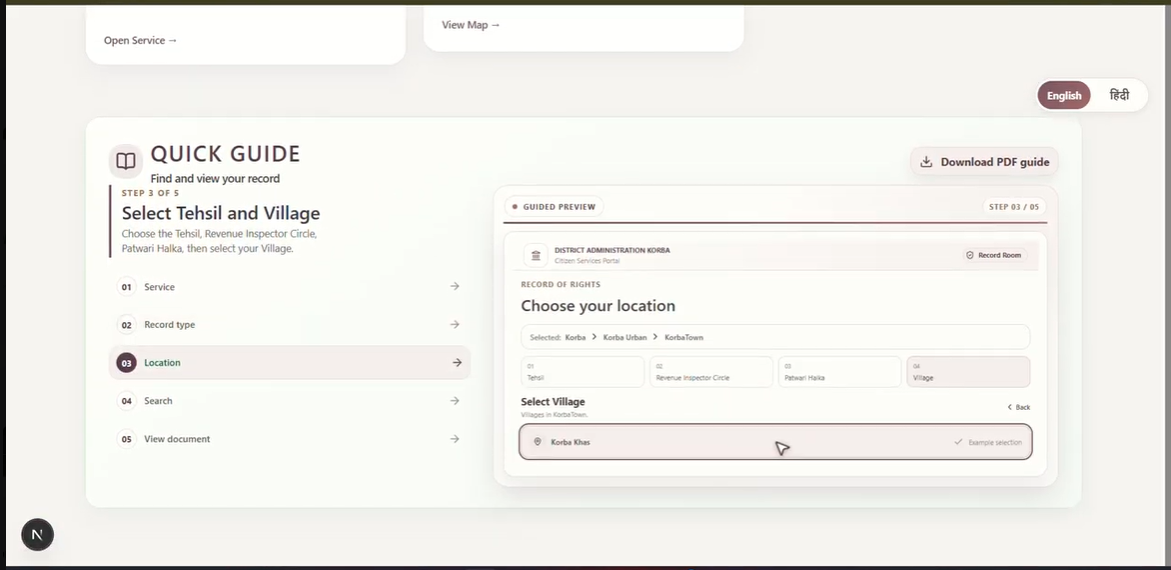 Open Service →
View Map →
English
हिंदी
QUICK GUIDE
Find and view your record
Download PDF guide
STEP 3 OF 5
Select Tehsil and Village
Choose the Tehsil, Revenue Inspector Circle,
Patwari Halka, then select your Village.
01 Service →
02 Record type →
03 Location →
04 Search →
05 View document →
GUIDED PREVIEW
STEP 03 / 05
DISTRICT ADMINISTRATION KORBA
Citizen Services Portal
Record Room
RECORD OF RIGHTS
Choose your location
Selected: Korba > Korba Urban > KorbaTown
01
Tehsil
02
Revenue Inspector Circle
03
Patwari Halka
04
Village
Select Village
Villages in KorbaTown.
Back
Korba Khas
Example selection
N